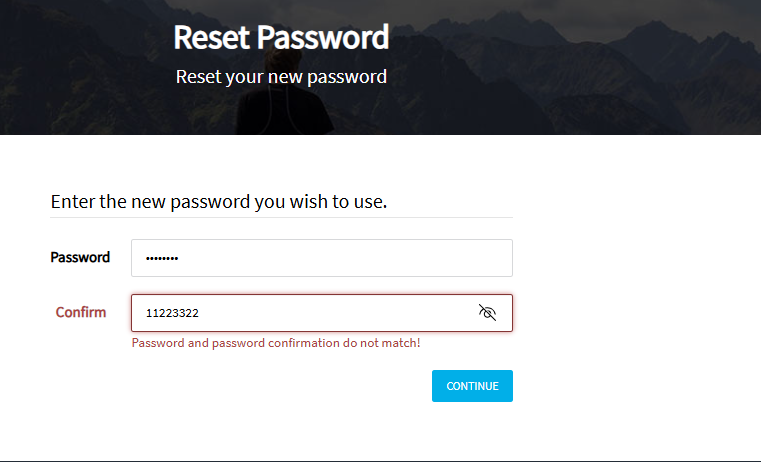 Reset Password
Reset your new password
Enter the new password you wish to use.
Password ••••••••
Confirm 11223322
Password and password confirmation do not match!
CONTINUE